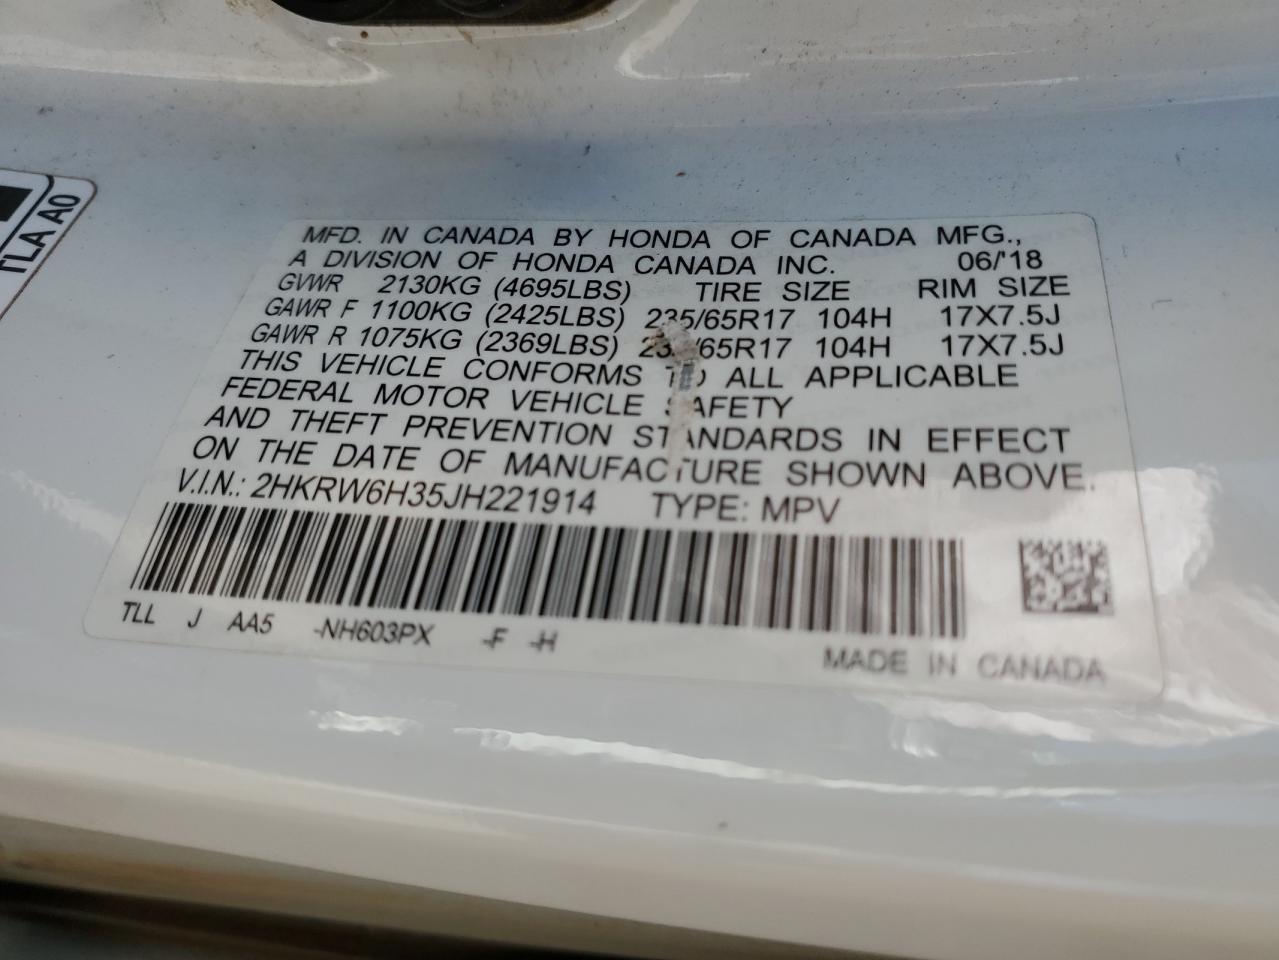 TLA A0
MFD. IN CANADA BY HONDA OF CANADA MFG.,
A DIVISION OF HONDA CANADA INC. 06/'18
GVWR 2130KG (4695LBS) TIRE SIZE RIM SIZE
GAWR F 1100KG (2425LBS) 235/65R17 104H 17X7.5J
GAWR R 1075KG (2369LBS) 235/65R17 104H 17X7.5J
THIS VEHICLE CONFORMS TO ALL APPLICABLE
FEDERAL MOTOR VEHICLE SAFETY
AND THEFT PREVENTION STANDARDS IN EFFECT
ON THE DATE OF MANUFACTURE SHOWN ABOVE.
V.I.N.: 2HKRW6H35JH221914 TYPE: MPV
TLL J AA5 -NH603PX -F -H
MADE IN CANADA